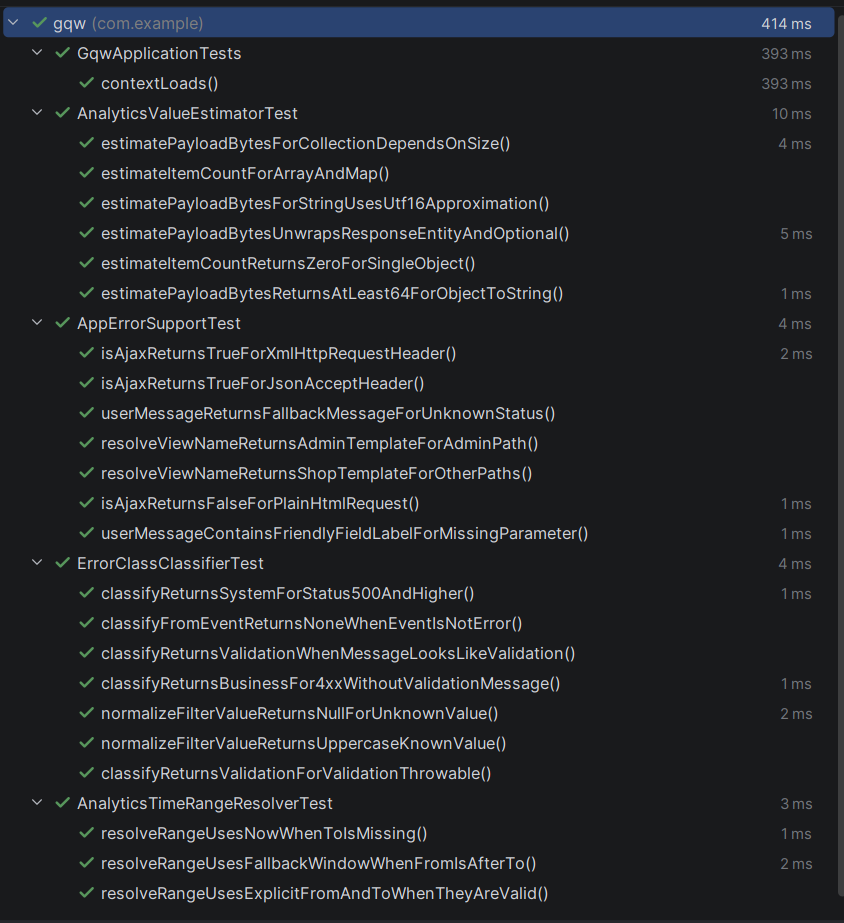 gqw (com.example) 414 ms
GqwApplicationTests 393 ms
contextLoads() 393 ms
AnalyticsValueEstimatorTest 10 ms
estimatePayloadBytesForCollectionDependsOnSize() 4 ms
estimateItemCountForArrayAndMap()
estimatePayloadBytesForStringUsesUtf16Approximation()
estimatePayloadBytesUnwrapsResponseEntityAndOptional() 5 ms
estimateItemCountReturnsZeroForSingleObject()
estimatePayloadBytesReturnsAtLeast64ForObjectToString() 1 ms
AppErrorSupportTest 4 ms
isAjaxReturnsTrueForXmlHttpRequestHeader() 2 ms
isAjaxReturnsTrueForJsonAcceptHeader()
userMessageReturnsFallbackMessageForUnknownStatus()
resolveViewNameReturnsAdminTemplateForAdminPath()
resolveViewNameReturnsShopTemplateForOtherPaths()
isAjaxReturnsFalseForPlainHtmlRequest() 1 ms
userMessageContainsFriendlyFieldLabelForMissingParameter() 1 ms
ErrorClassClassifierTest 4 ms
classifyReturnsSystemForStatus500AndHigher() 1 ms
classifyFromEventReturnsNoneWhenEventIsNotError()
classifyReturnsValidationWhenMessageLooksLikeValidation()
classifyReturnsBusinessFor4xxWithoutValidationMessage() 1 ms
normalizeFilterValueReturnsNullForUnknownValue() 2 ms
normalizeFilterValueReturnsUppercaseKnownValue()
classifyReturnsValidationForValidationThrowable()
AnalyticsTimeRangeResolverTest 3 ms
resolveRangeUsesNowWhenToIsMissing() 1 ms
resolveRangeUsesFallbackWindowWhenFromIsAfterTo() 2 ms
resolveRangeUsesExplicitFromAndToWhenTheyAreValid()